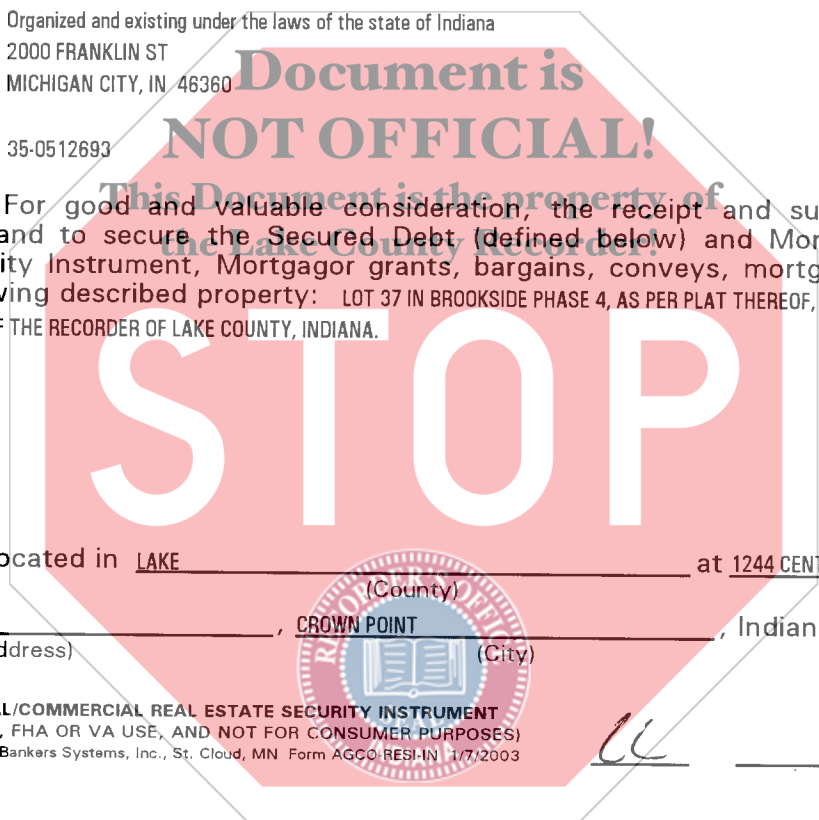 Organized and existing under the laws of the state of Indiana
2000 FRANKLIN ST
MICHIGAN CITY, IN 46360
Document is
NOT OFFICIAL!
35-0512693
This Document is the property of
the Lake County Recorder!
For good and valuable consideration, the receipt and su
and to secure the Secured Debt (defined below) and Mor
ity Instrument, Mortgagor grants, bargains, conveys, mortg
ving described property: LOT 37 IN BROOKSIDE PHASE 4, AS PER PLAT THEREOF,
F THE RECORDER OF LAKE COUNTY, INDIANA.
STOP
ocated in LAKE at 1244 CENT
(County)
, CROWN POINT , Indian
ddress) (City)
RECORDER'S OFFICE
SEAL
INDIANA
L/COMMERCIAL REAL ESTATE SECURITY INSTRUMENT
, FHA OR VA USE, AND NOT FOR CONSUMER PURPOSES)
Bankers Systems, Inc., St. Cloud, MN Form AGCO-RESI-IN 1/7/2003